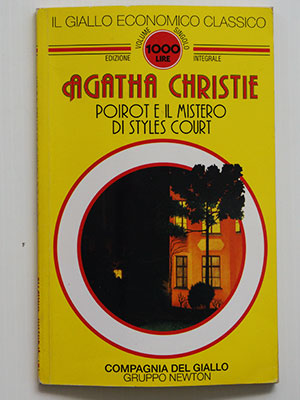 IL GIALLO ECONOMICO CLASSICO
VOLUME SINGOLO
EDIZIONE 1000 LIRE INTEGRALE
AGATHA CHRISTIE
POIROT E IL MISTERO
DI STYLES COURT
COMPAGNIA DEL GIALLO
GRUPPO NEWTON